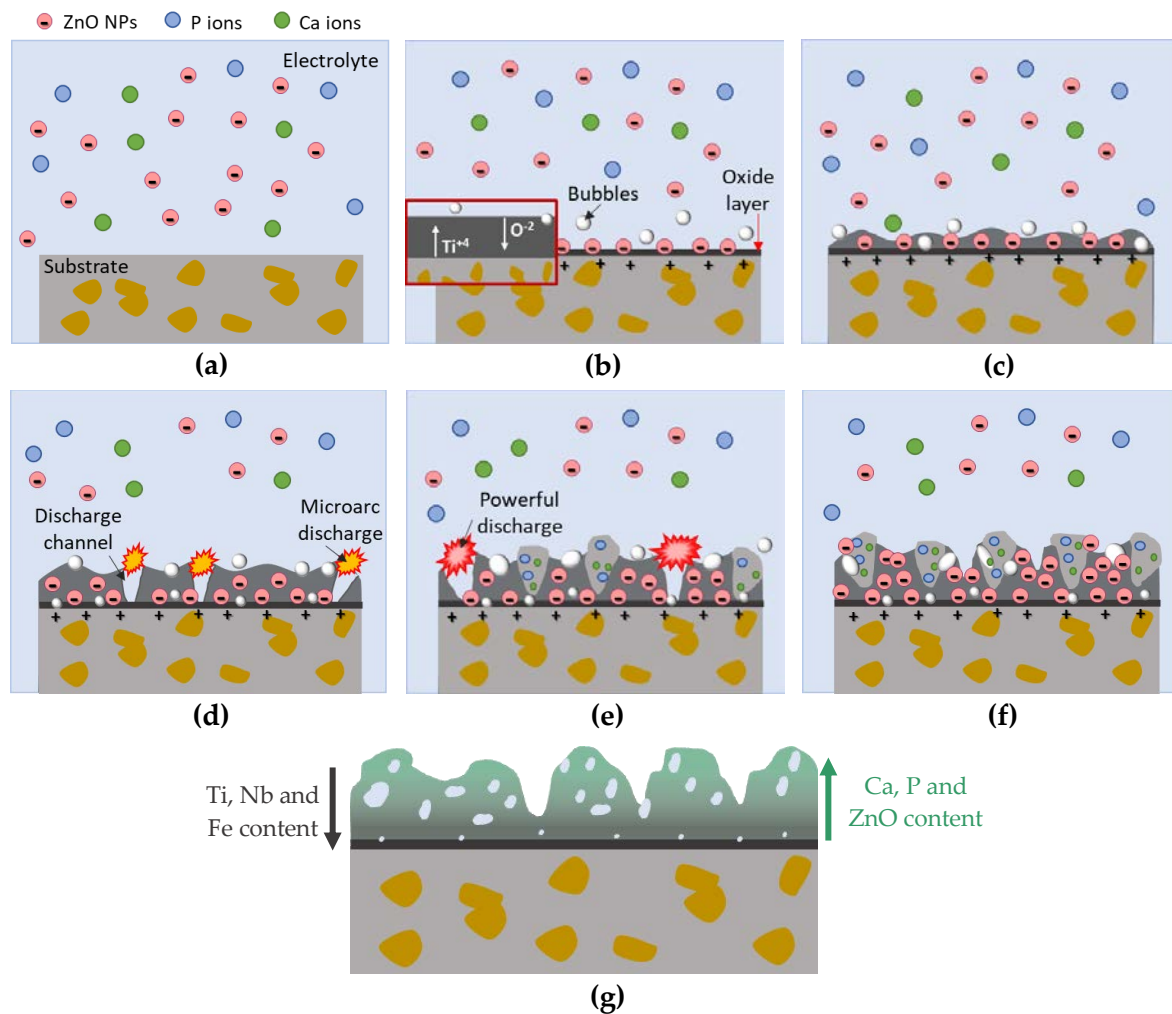 ZnO NPs P ions Ca ions
Electrolyte
Substrate
(a)
Bubbles
Oxide
layer
Ti+4
O-2
(b)
(c)
Discharge
channel
Microarc
discharge
(d)
Powerful
discharge
(e)
(f)
Ti, Nb and
Fe content
Ca, P and
ZnO content
(g)